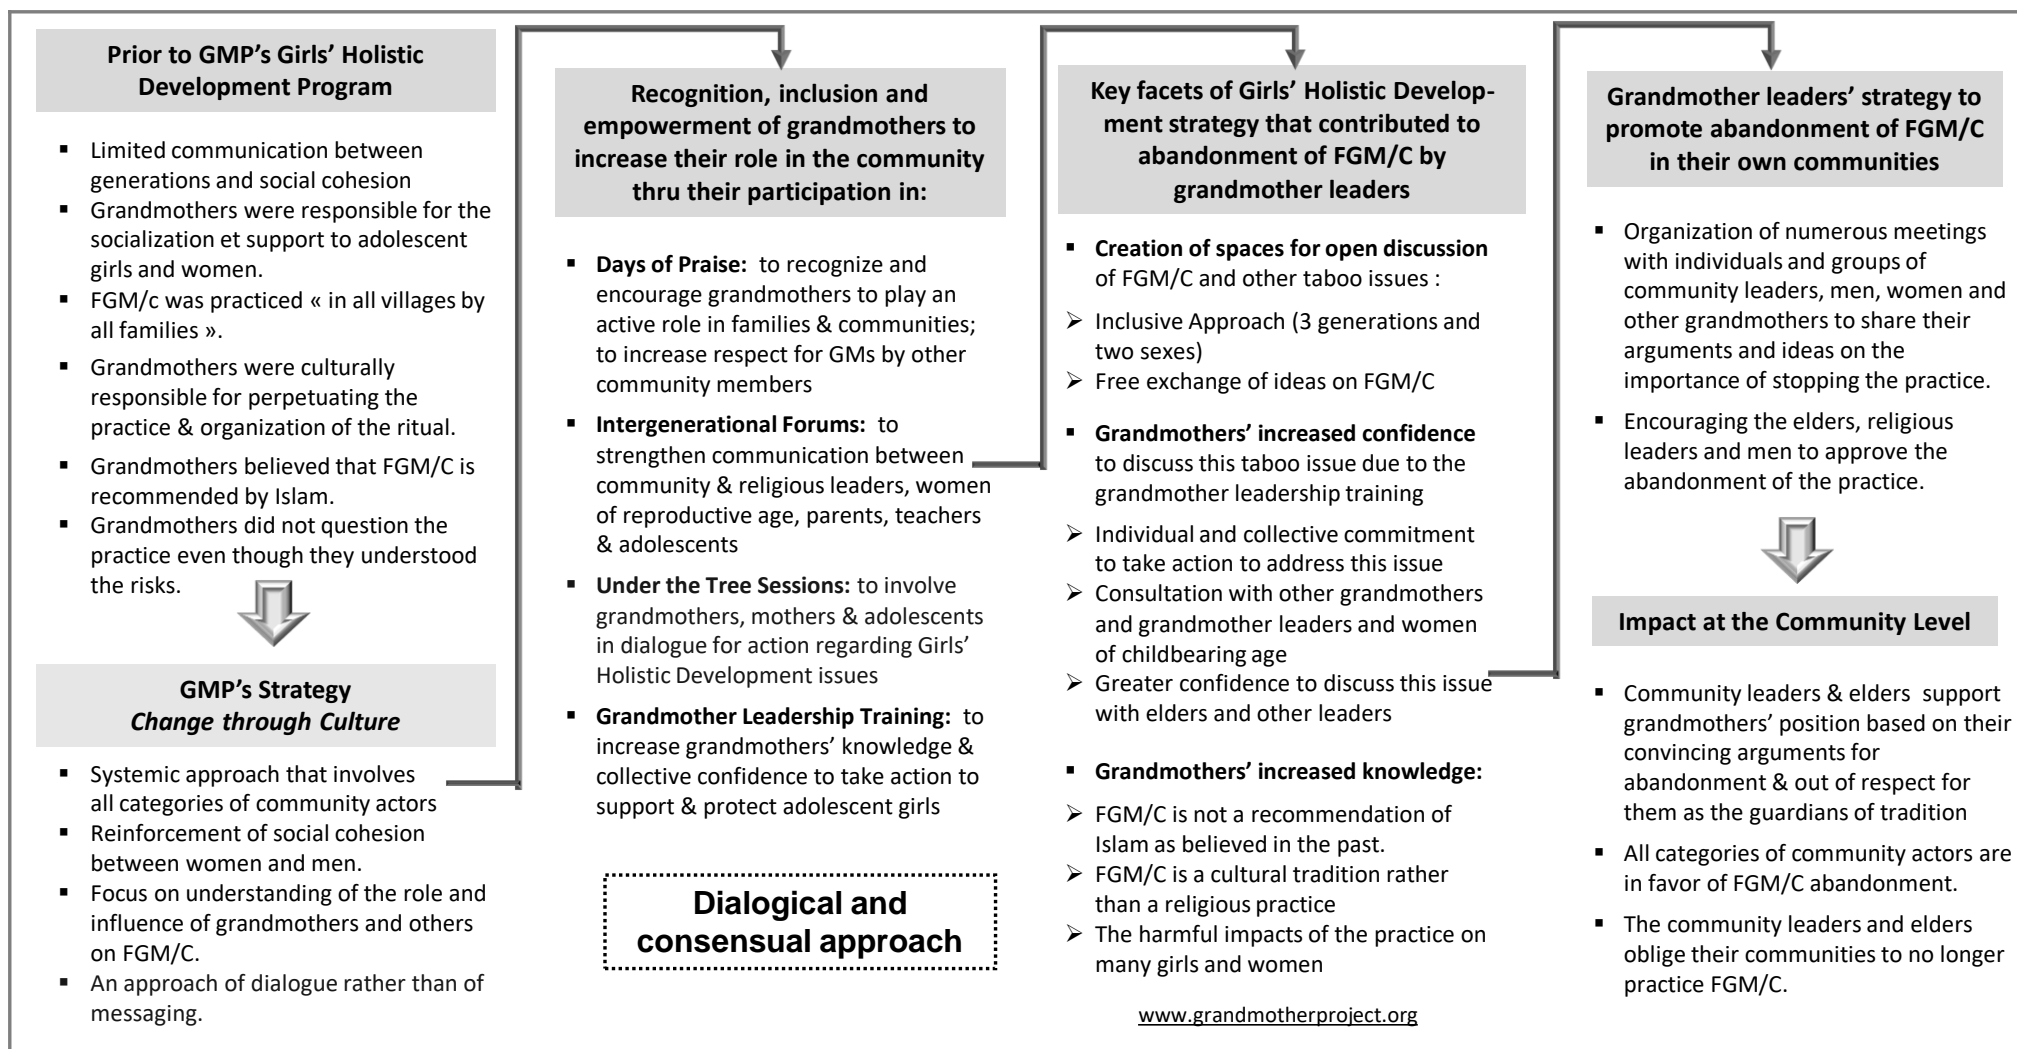 Prior to GMP's Girls' Holistic
Development Program
▪ Limited communication between
generations and social cohesion
▪ Grandmothers were responsible for the
socialization et support to adolescent
girls and women.
▪ FGM/c was practiced « in all villages by
all families ».
▪ Grandmothers were culturally
responsible for perpetuating the
practice & organization of the ritual.
▪ Grandmothers believed that FGM/C is
recommended by Islam.
▪ Grandmothers did not question the
practice even though they understood
the risks.
GMP's Strategy
Change through Culture
▪ Systemic approach that involves
all categories of community actors
▪ Reinforcement of social cohesion
between women and men.
▪ Focus on understanding of the role and
influence of grandmothers and others
on FGM/C.
▪ An approach of dialogue rather than of
messaging.
Recognition, inclusion and
empowerment of grandmothers to
increase their role in the community
thru their participation in:
▪ Days of Praise: to recognize and
encourage grandmothers to play an
active role in families & communities;
to increase respect for GMs by other
community members
▪ Intergenerational Forums: to
strengthen communication between
community & religious leaders, women
of reproductive age, parents, teachers
& adolescents
▪ Under the Tree Sessions: to involve
grandmothers, mothers & adolescents
in dialogue for action regarding Girls'
Holistic Development issues
▪ Grandmother Leadership Training: to
increase grandmothers' knowledge &
collective confidence to take action to
support & protect adolescent girls
Dialogical and
consensual approach
Key facets of Girls' Holistic Develop-
ment strategy that contributed to
abandonment of FGM/C by
grandmother leaders
▪ Creation of spaces for open discussion
of FGM/C and other taboo issues :
➢ Inclusive Approach (3 generations and
two sexes)
➢ Free exchange of ideas on FGM/C
▪ Grandmothers' increased confidence
to discuss this taboo issue due to the
grandmother leadership training
➢ Individual and collective commitment
to take action to address this issue
➢ Consultation with other grandmothers
and grandmother leaders and women
of childbearing age
➢ Greater confidence to discuss this issue
with elders and other leaders
▪ Grandmothers' increased knowledge:
➢ FGM/C is not a recommendation of
Islam as believed in the past.
➢ FGM/C is a cultural tradition rather
than a religious practice
➢ The harmful impacts of the practice on
many girls and women
www.grandmotherproject.org
Grandmother leaders' strategy to
promote abandonment of FGM/C
in their own communities
▪ Organization of numerous meetings
with individuals and groups of
community leaders, men, women and
other grandmothers to share their
arguments and ideas on the
importance of stopping the practice.
▪ Encouraging the elders, religious
leaders and men to approve the
abandonment of the practice.
Impact at the Community Level
▪ Community leaders & elders support
grandmothers' position based on their
convincing arguments for
abandonment & out of respect for
them as the guardians of tradition
▪ All categories of community actors are
in favor of FGM/C abandonment.
▪ The community leaders and elders
oblige their communities to no longer
practice FGM/C.